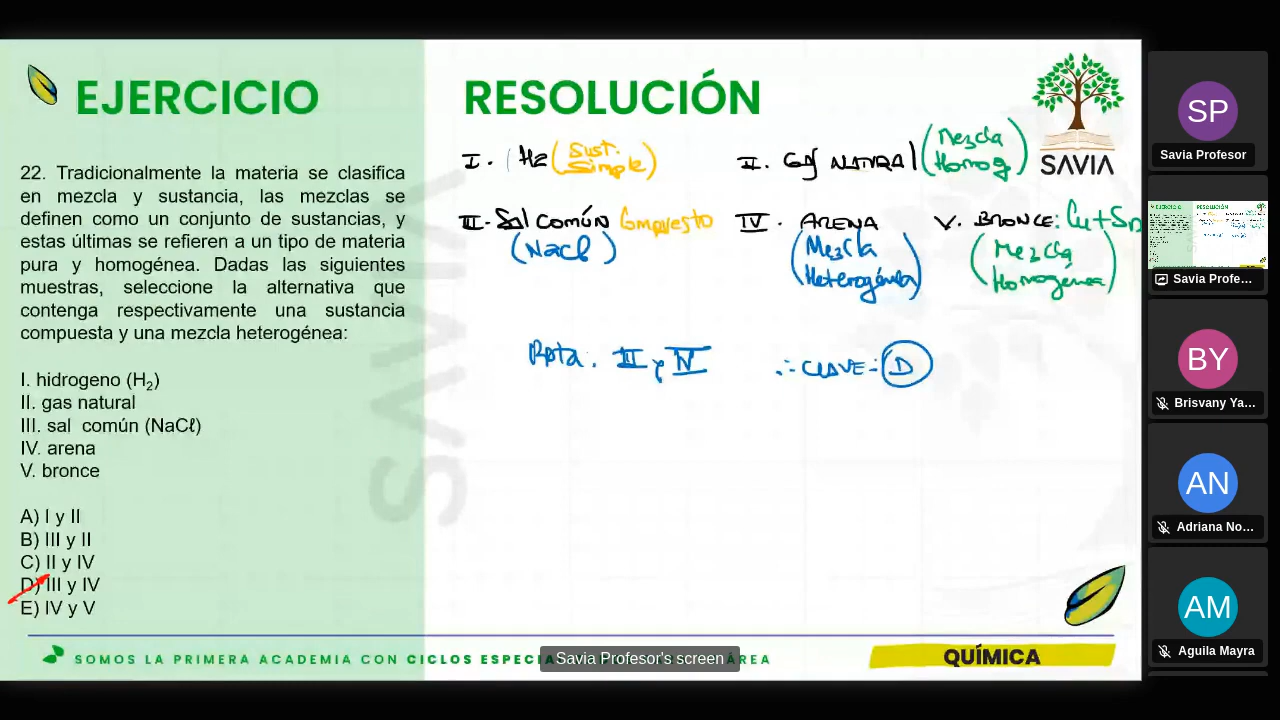 EJERCICIO
22. Tradicionalmente la materia se clasifica
en mezcla y sustancia, las mezclas se
definen como un conjunto de sustancias, y
estas últimas se refieren a un tipo de materia
pura y homogénea. Dadas las siguientes
muestras, seleccione la alternativa que
contenga respectivamente una sustancia
compuesta y una mezcla heterogénea:
I. hidrogeno (H₂)
II. gas natural
III. sal común (NaCℓ)
IV. arena
V. bronce
A) I y II
B) III y II
C) II y IV
D) III y IV
E) IV y V
RESOLUCIÓN
I. H2 (Sust. Simple)
II. GAS NATURAL (Mezcla Homog)
III. Sal común Compuesto
(NaCl)
IV. ARENA
(Mezcla
Heterogénea)
V. BRONCE: Cu + Sn
(Mezcla
Homogénea)
Rpta: III y IV ∴ CLAVE: D
SAVIA
SAVIA
SOMOS LA PRIMERA ACADEMIA CON CICLOS ESPECIA
ÁREA
Savia Profesor's screen
QUÍMICA
SP
Savia Profesor
Savia Profe...
BY
Brisvany Ya...
AN
Adriana No...
AM
Aguila Mayra